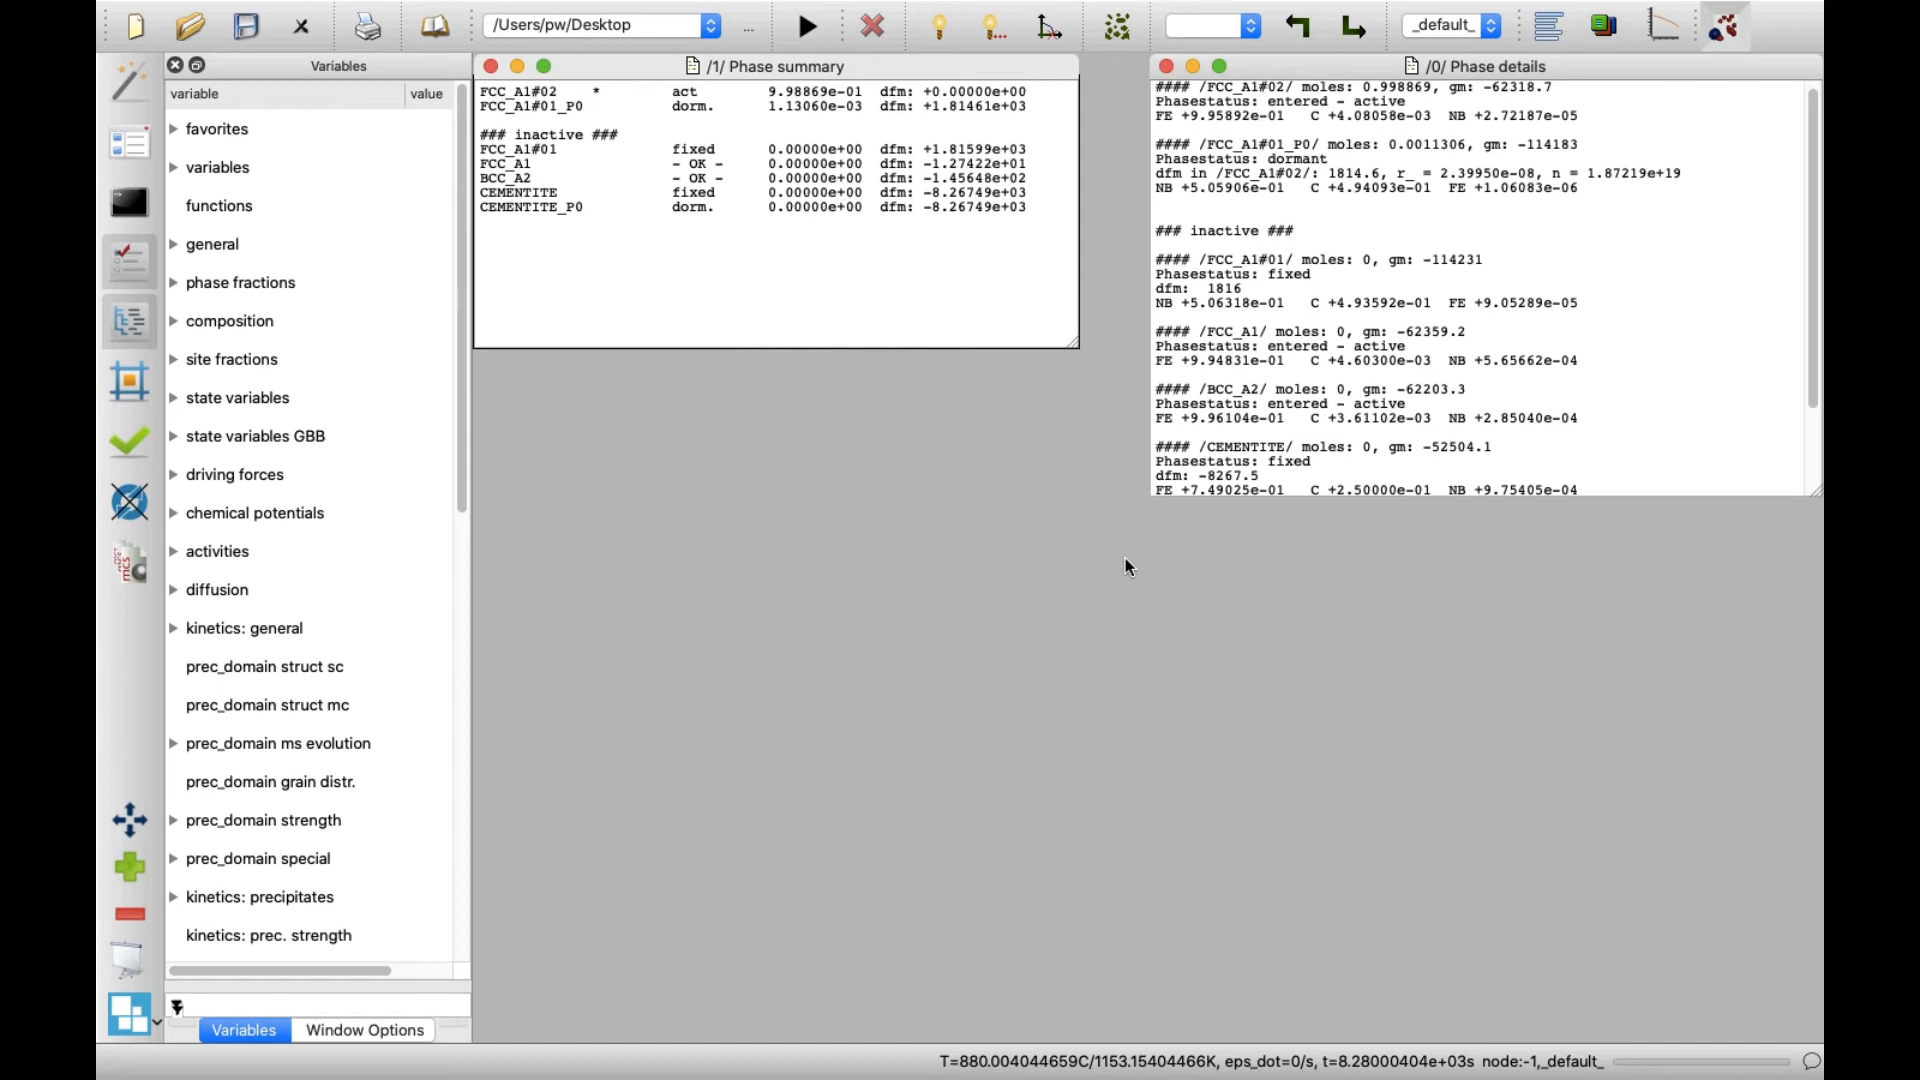 /Users/pw/Desktop
...
_default_
Variables
variable value
favorites
variables
functions
general
phase fractions
composition
site fractions
state variables
state variables GBB
driving forces
chemical potentials
activities
diffusion
kinetics: general
prec_domain struct sc
prec_domain struct mc
prec_domain ms evolution
prec_domain grain distr.
prec_domain strength
prec_domain special
kinetics: precipitates
kinetics: prec. strength
Variables Window Options
/1/ Phase summary
FCC_A1#02 * act 9.98869e-01 dfm: +0.00000e+00
FCC_A1#01_P0 dorm. 1.13060e-03 dfm: +1.81461e+03
### inactive ###
FCC_A1#01 fixed 0.00000e+00 dfm: +1.81599e+03
FCC_A1 - OK - 0.00000e+00 dfm: -1.27422e+01
BCC_A2 - OK - 0.00000e+00 dfm: -1.45648e+02
CEMENTITE fixed 0.00000e+00 dfm: -8.26749e+03
CEMENTITE_P0 dorm. 0.00000e+00 dfm: -8.26749e+03
/0/ Phase details
#### /FCC_A1#02/ moles: 0.998869, gm: -62318.7
Phasestatus: entered - active
FE +9.95892e-01 C +4.08058e-03 NB +2.72187e-05
#### /FCC_A1#01_P0/ moles: 0.0011306, gm: -114183
Phasestatus: dormant
dfm in /FCC_A1#02/: 1814.6, r_ = 2.39950e-08, n = 1.87219e+19
NB +5.05906e-01 C +4.94093e-01 FE +1.06083e-06
### inactive ###
#### /FCC_A1#01/ moles: 0, gm: -114231
Phasestatus: fixed
dfm: 1816
NB +5.06318e-01 C +4.93592e-01 FE +9.05289e-05
#### /FCC_A1/ moles: 0, gm: -62359.2
Phasestatus: entered - active
FE +9.94831e-01 C +4.60300e-03 NB +5.65662e-04
#### /BCC_A2/ moles: 0, gm: -62203.3
Phasestatus: entered - active
FE +9.96104e-01 C +3.61102e-03 NB +2.85040e-04
#### /CEMENTITE/ moles: 0, gm: -52504.1
Phasestatus: fixed
dfm: -8267.5
FE +7.49025e-01 C +2.50000e-01 NB +9.75405e-04
T=880.004044659C/1153.15404466K, eps_dot=0/s, t=8.28000404e+03s node:-1,_default_